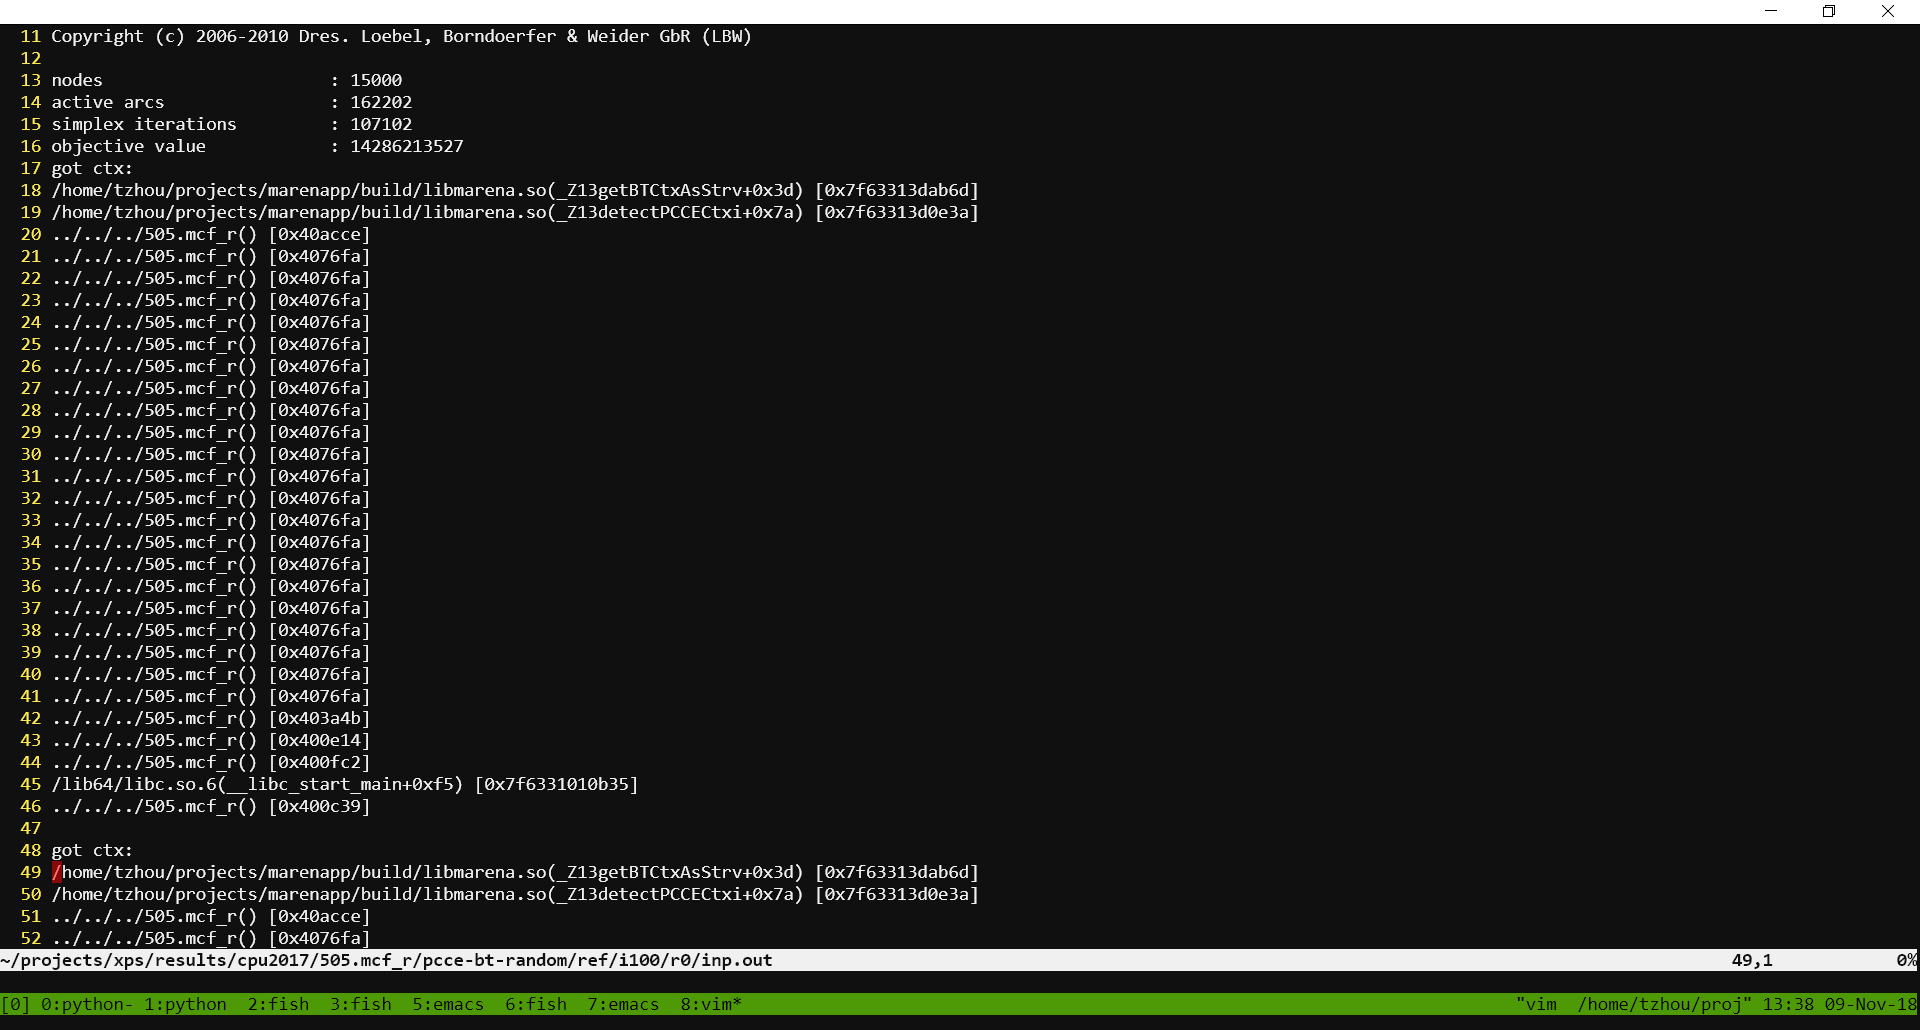 11 Copyright (c) 2006-2010 Dres. Loebel, Borndoerfer & Weider GbR (LBW)
12
13 nodes                      : 15000
14 active arcs                : 162202
15 simplex iterations         : 107102
16 objective value            : 14286213527
17 got ctx:
18 /home/tzhou/projects/marenapp/build/libmarena.so(_Z13getBTCtxAsStrv+0x3d) [0x7f63313dab6d]
19 /home/tzhou/projects/marenapp/build/libmarena.so(_Z13detectPCCECtxi+0x7a) [0x7f63313d0e3a]
20 ../../../505.mcf_r() [0x40acce]
21 ../../../505.mcf_r() [0x4076fa]
22 ../../../505.mcf_r() [0x4076fa]
23 ../../../505.mcf_r() [0x4076fa]
24 ../../../505.mcf_r() [0x4076fa]
25 ../../../505.mcf_r() [0x4076fa]
26 ../../../505.mcf_r() [0x4076fa]
27 ../../../505.mcf_r() [0x4076fa]
28 ../../../505.mcf_r() [0x4076fa]
29 ../../../505.mcf_r() [0x4076fa]
30 ../../../505.mcf_r() [0x4076fa]
31 ../../../505.mcf_r() [0x4076fa]
32 ../../../505.mcf_r() [0x4076fa]
33 ../../../505.mcf_r() [0x4076fa]
34 ../../../505.mcf_r() [0x4076fa]
35 ../../../505.mcf_r() [0x4076fa]
36 ../../../505.mcf_r() [0x4076fa]
37 ../../../505.mcf_r() [0x4076fa]
38 ../../../505.mcf_r() [0x4076fa]
39 ../../../505.mcf_r() [0x4076fa]
40 ../../../505.mcf_r() [0x4076fa]
41 ../../../505.mcf_r() [0x4076fa]
42 ../../../505.mcf_r() [0x403a4b]
43 ../../../505.mcf_r() [0x400e14]
44 ../../../505.mcf_r() [0x400fc2]
45 /lib64/libc.so.6(__libc_start_main+0xf5) [0x7f6331010b35]
46 ../../../505.mcf_r() [0x400c39]
47
48 got ctx:
49 /home/tzhou/projects/marenapp/build/libmarena.so(_Z13getBTCtxAsStrv+0x3d) [0x7f63313dab6d]
50 /home/tzhou/projects/marenapp/build/libmarena.so(_Z13detectPCCECtxi+0x7a) [0x7f63313d0e3a]
51 ../../../505.mcf_r() [0x40acce]
52 ../../../505.mcf_r() [0x4076fa]
~/projects/xps/results/cpu2017/505.mcf_r/pcce-bt-random/ref/i100/r0/inp.out 49,1 0%
[0] 0:python- 1:python  2:fish  3:fish  5:emacs  6:fish  7:emacs  8:vim* "vim  /home/tzhou/proj" 13:38 09-Nov-18